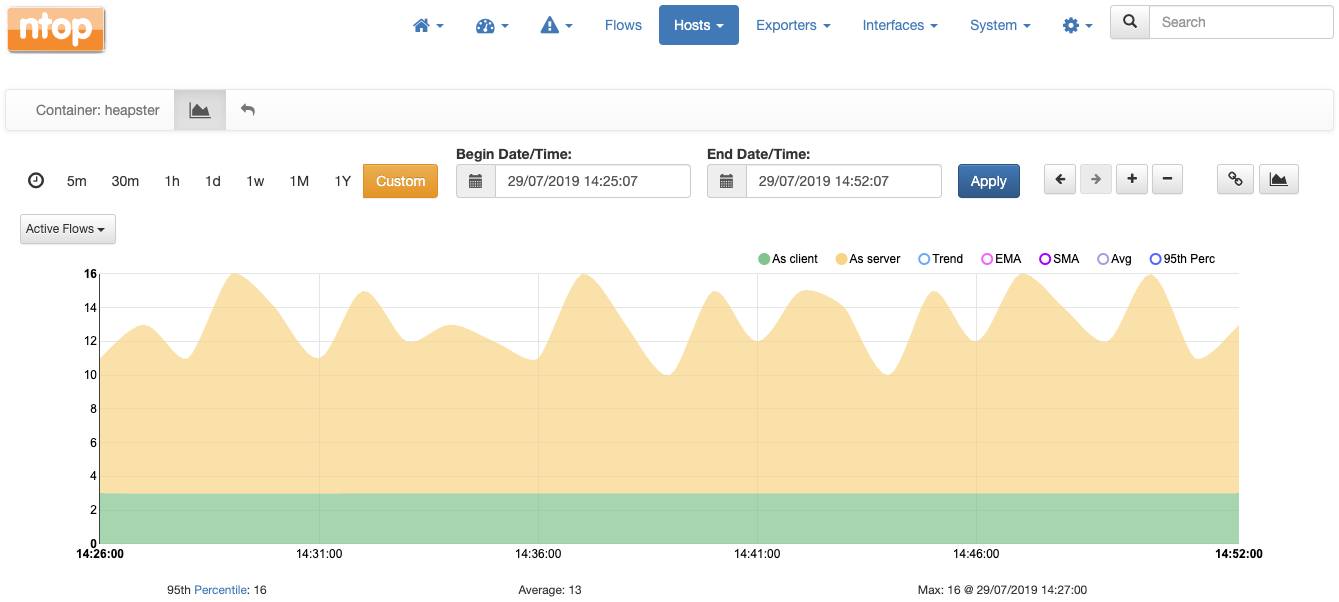 ntop
Flows Hosts Exporters Interfaces System Search
Container: heapster
Begin Date/Time: End Date/Time:
5m 30m 1h 1d 1w 1M 1Y Custom 29/07/2019 14:25:07 29/07/2019 14:52:07 Apply
Active Flows
As client As server Trend EMA SMA Avg 95th Perc
16
14
12
10
8
6
4
2
0
14:26:00 14:31:00 14:36:00 14:41:00 14:46:00 14:52:00
95th Percentile: 16 Average: 13 Max: 16 @ 29/07/2019 14:27:00